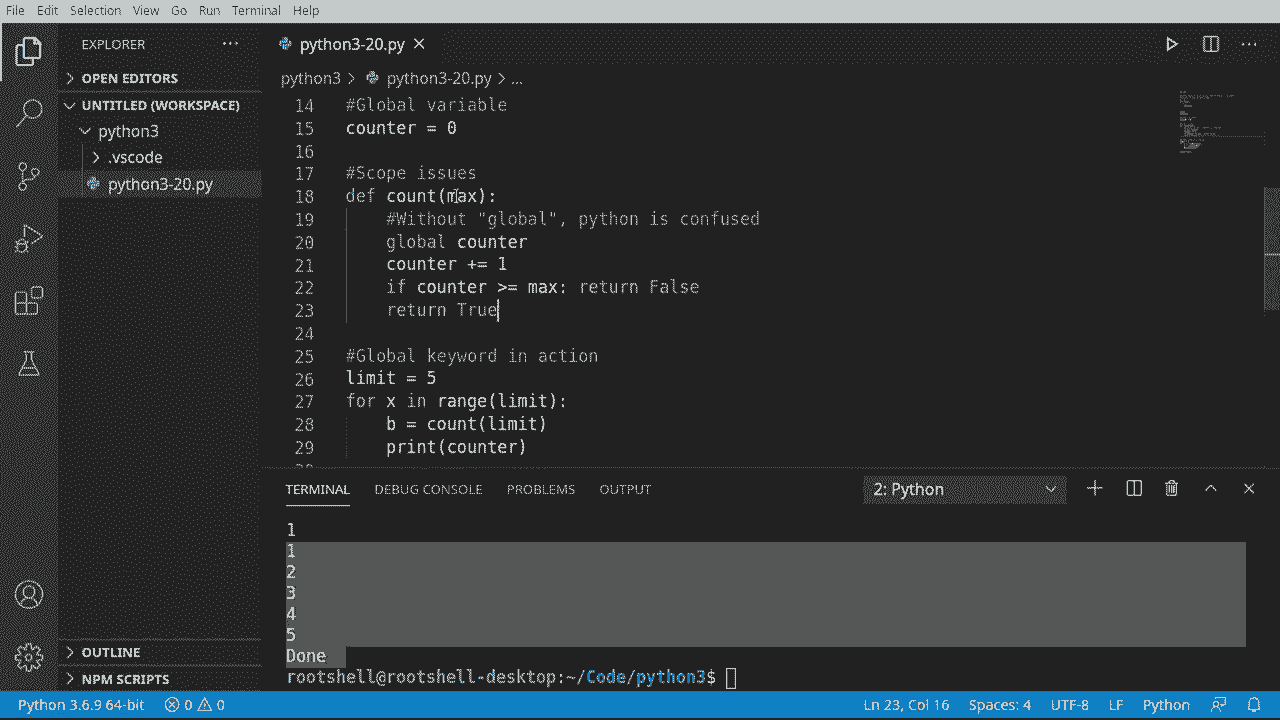 File Edit Selection View Go Run Terminal Help
EXPLORER ...
OPEN EDITORS
UNTITLED (WORKSPACE)
python3
.vscode
python3-20.py
OUTLINE
NPM SCRIPTS
python3-20.py
python3 > python3-20.py > ...
14 #Global variable
15 counter = 0
16
17 #Scope issues
18 def count(max):
19 #Without "global", python is confused
20 global counter
21 counter += 1
22 if counter >= max: return False
23 return True
24
25 #Global keyword in action
26 limit = 5
27 for x in range(limit):
28 b = count(limit)
29 print(counter)
TERMINAL DEBUG CONSOLE PROBLEMS OUTPUT 2: Python
1
1
2
3
4
5
Done
rootshell@rootshell-desktop:~/Code/python3$
Python 3.6.9 64-bit 0 0 Ln 23, Col 16 Spaces: 4 UTF-8 LF Python